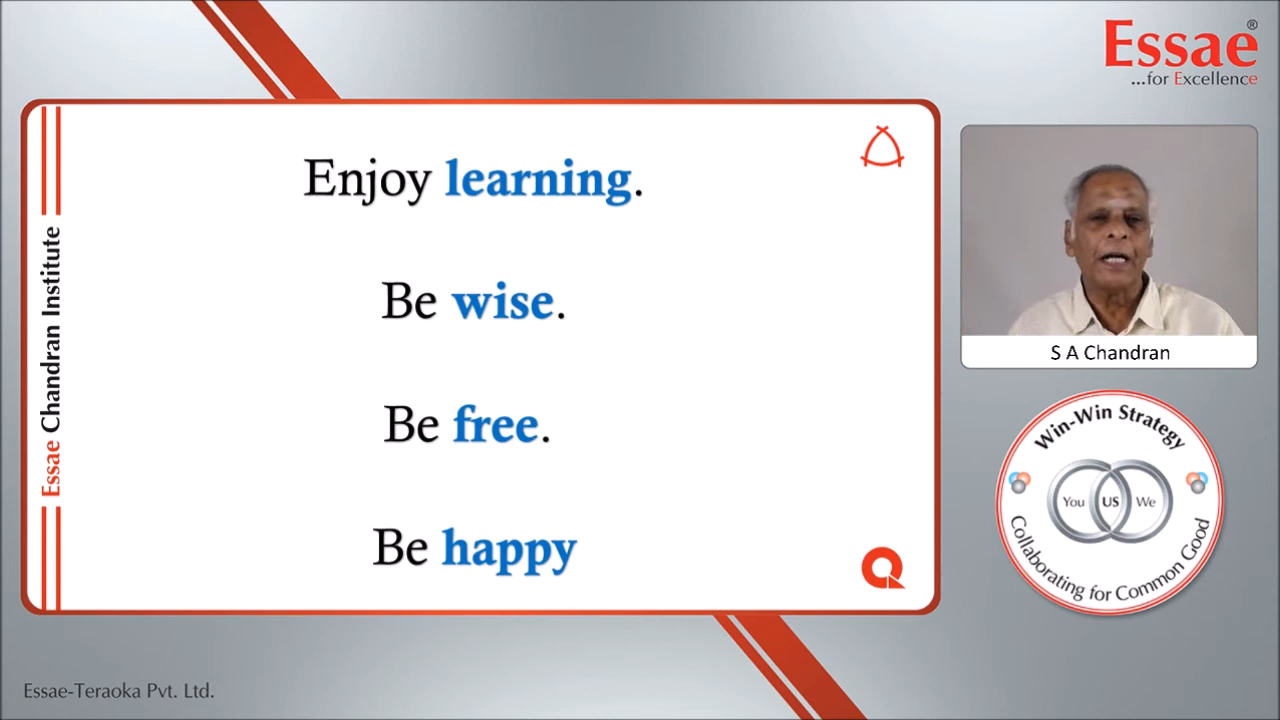 Essae®
...for Excellence
Essae Chandran Institute
Enjoy learning.
Be wise.
Be free.
Be happy
S A Chandran
Win-Win Strategy
You US We
Collaborating for Common Good
Essae-Teraoka Pvt. Ltd.